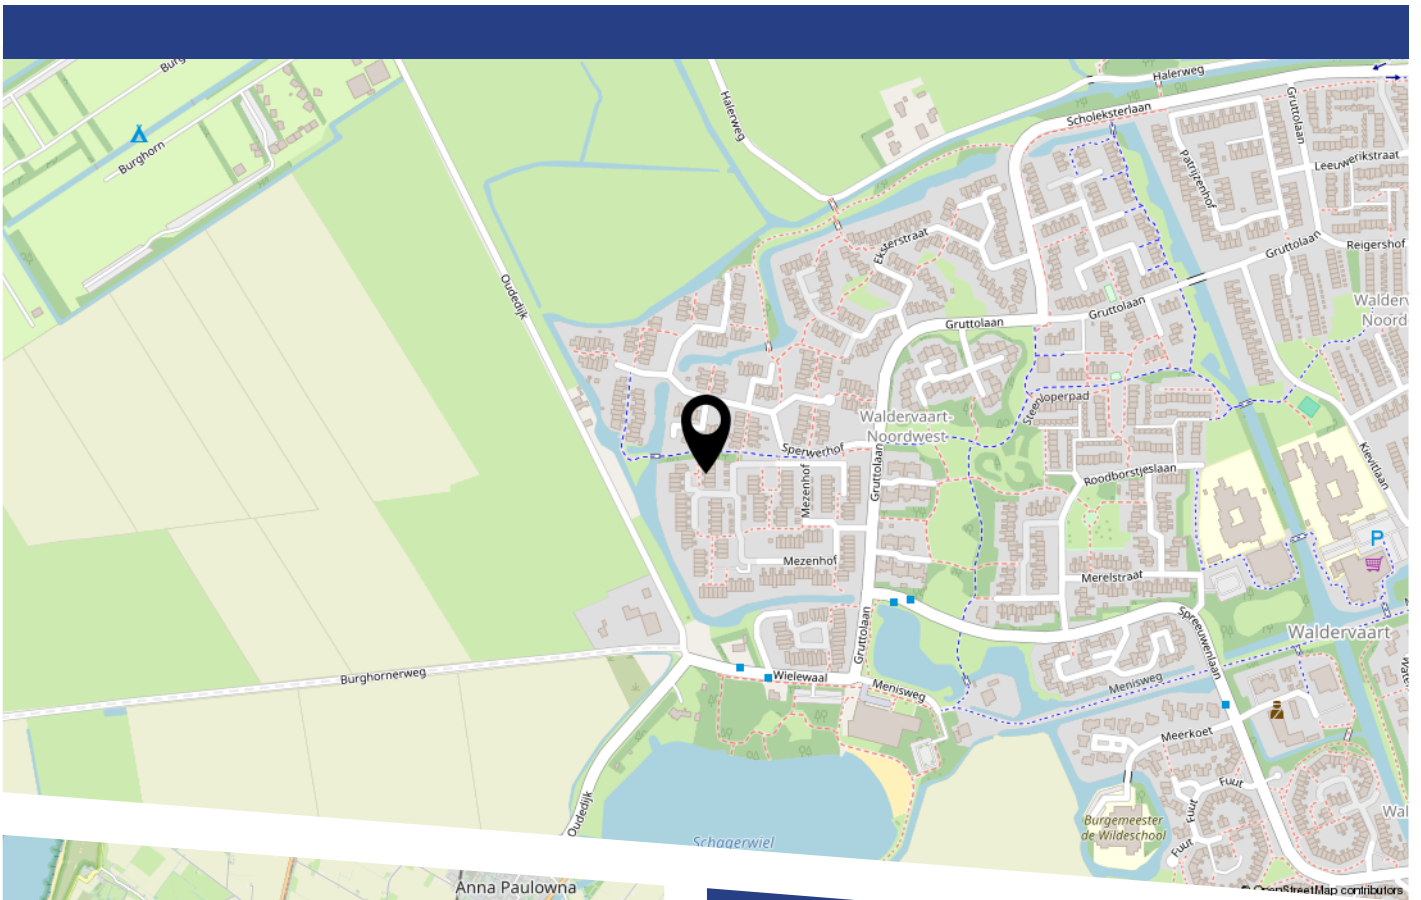 Burg
Halerweg
Burghorn
Halerweg
Scholeksterlaan
Gruttolaan
Patrijzenhof
Leeuwerikstraat
Eksterstraat
Gruttolaan
Reigershof
Oudedijk
Gruttolaan
Gruttolaan
Walderv
Noord-
Steenloperpad
Waldervaart-
Noordwest
Sperwerhof
Gruttolaan
Mezenhof
Roodborstjeslaan
Kievitlaan
P
Mezenhof
Merelstraat
Gruttolaan
Spreeuwenlaan
Waldervaart
Burghornerweg
Wielewaal
Menisweg
Menisweg
Meerkoet
Fuut
Fuut
Fuut
Oudedijk
Schagerwiel
Burgemeester
de Wildeschool
Wal
Anna Paulowna
© OpenStreetMap contributors